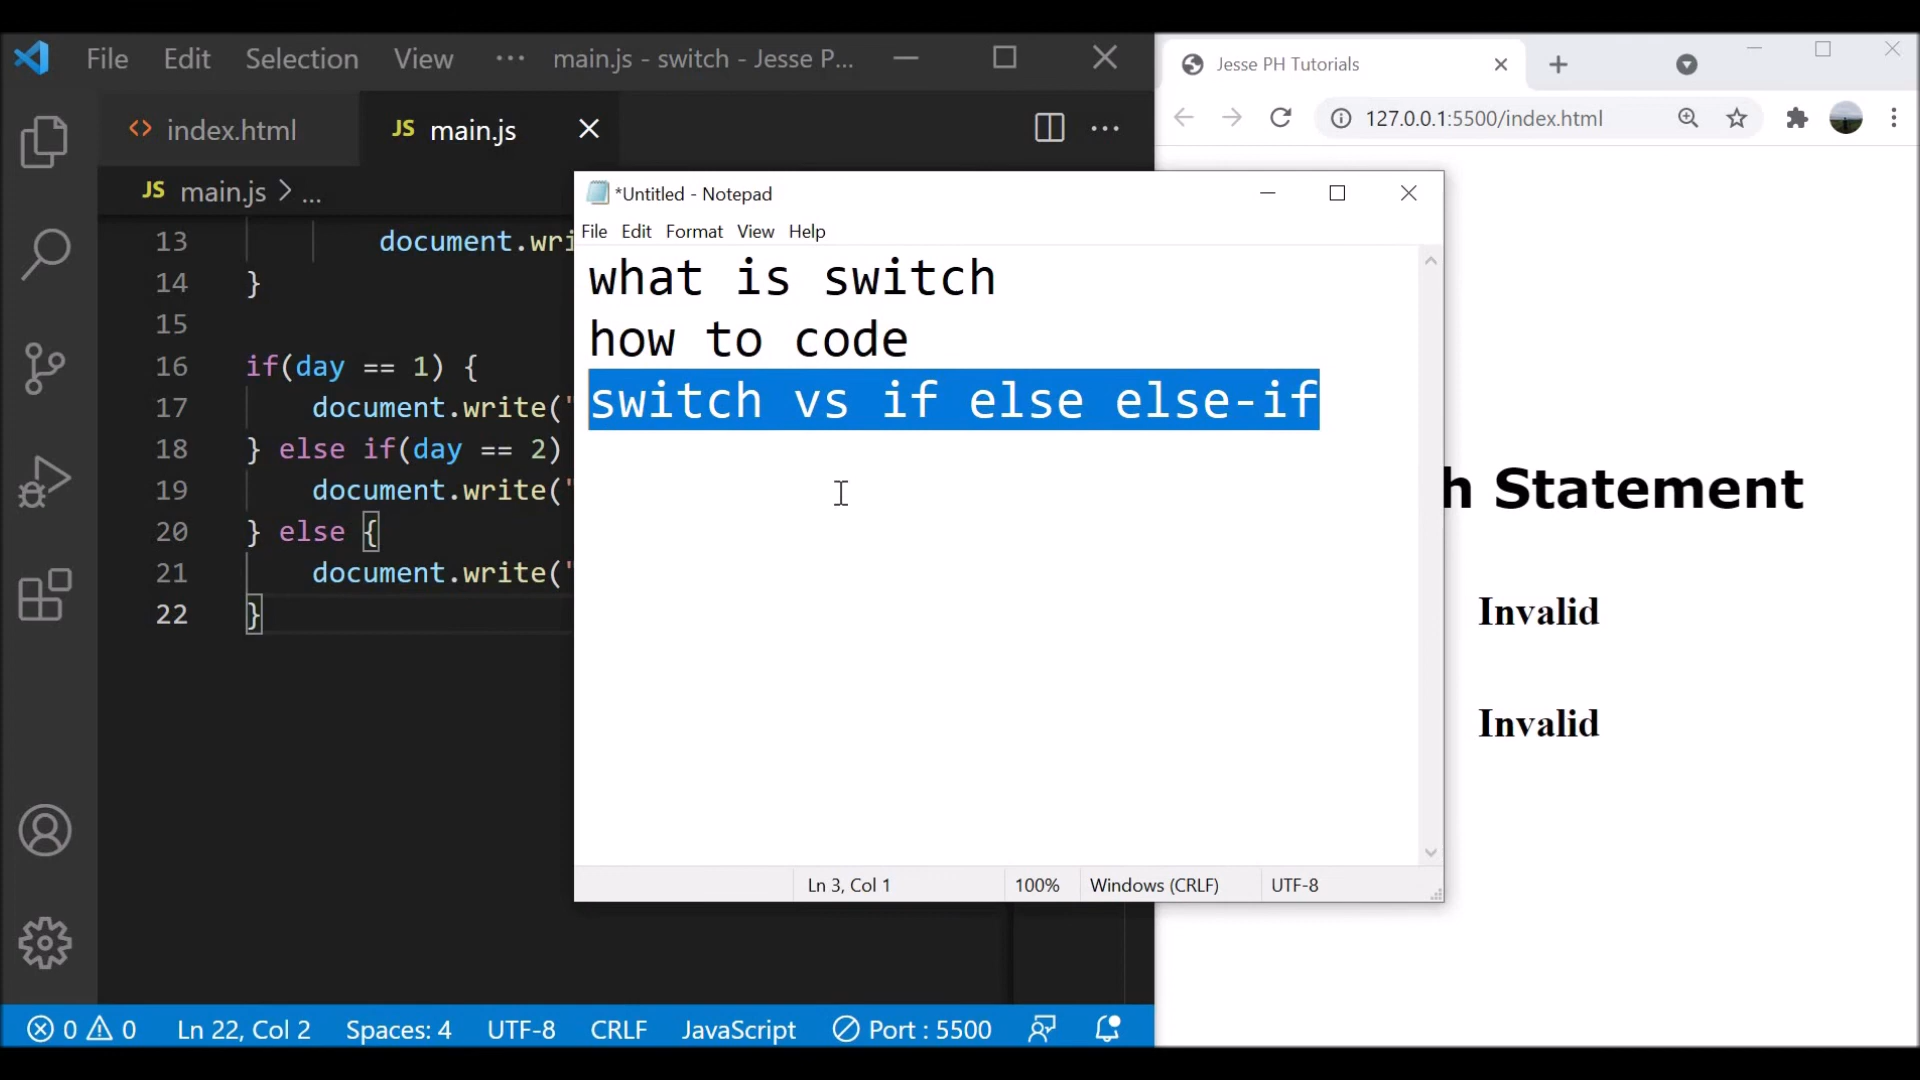 File Edit Selection View ··· main.js - switch - Jesse P...
index.html JS main.js ···
JS main.js > ...
13 document.wri
14 }
15
16 if(day == 1) {
17 document.write("
18 } else if(day == 2)
19 document.write("
20 } else {
21 document.write("
22 }
0 0 Ln 22, Col 2 Spaces: 4 UTF-8 CRLF JavaScript Port : 5500
*Untitled - Notepad
File Edit Format View Help
what is switch
how to code
switch vs if else else-if
Ln 3, Col 1 100% Windows (CRLF) UTF-8
Jesse PH Tutorials
127.0.0.1:5500/index.html
h Statement
Invalid
Invalid